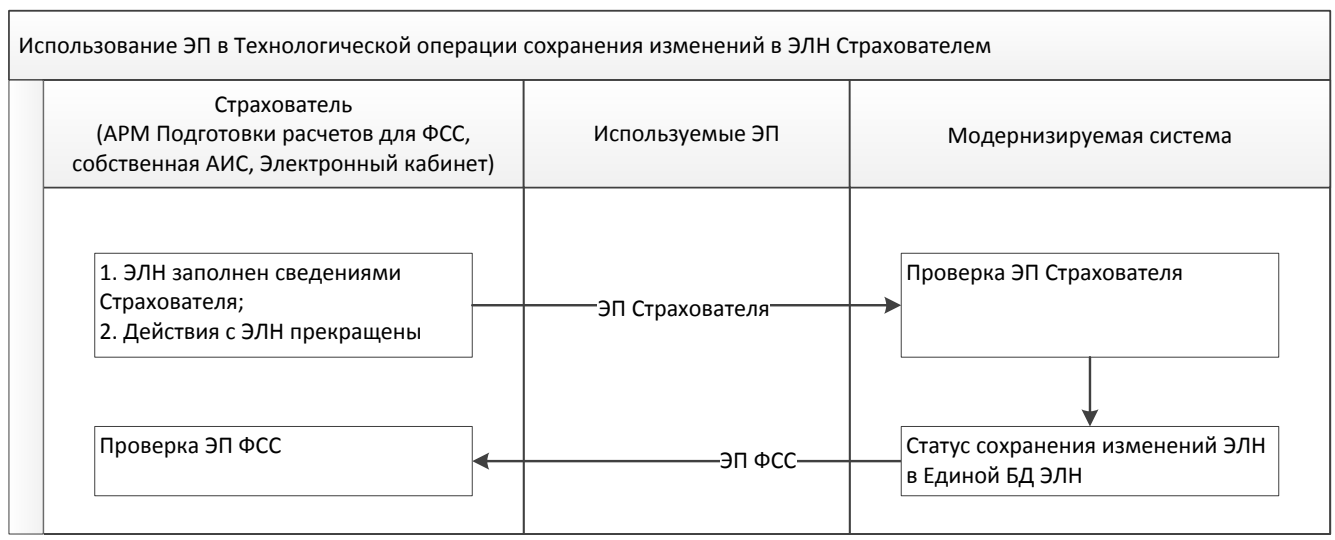 Использование ЭП в Технологической операции сохранения изменений в ЭЛН Страхователем
Страхователь
(АРМ Подготовки расчетов для ФСС,
собственная АИС, Электронный кабинет)
Используемые ЭП
Модернизируемая система
1. ЭЛН заполнен сведениями
Страхователя;
2. Действия с ЭЛН прекращены
ЭП Страхователя
Проверка ЭП Страхователя
Проверка ЭП ФСС
ЭП ФСС
Статус сохранения изменений ЭЛН
в Единой БД ЭЛН